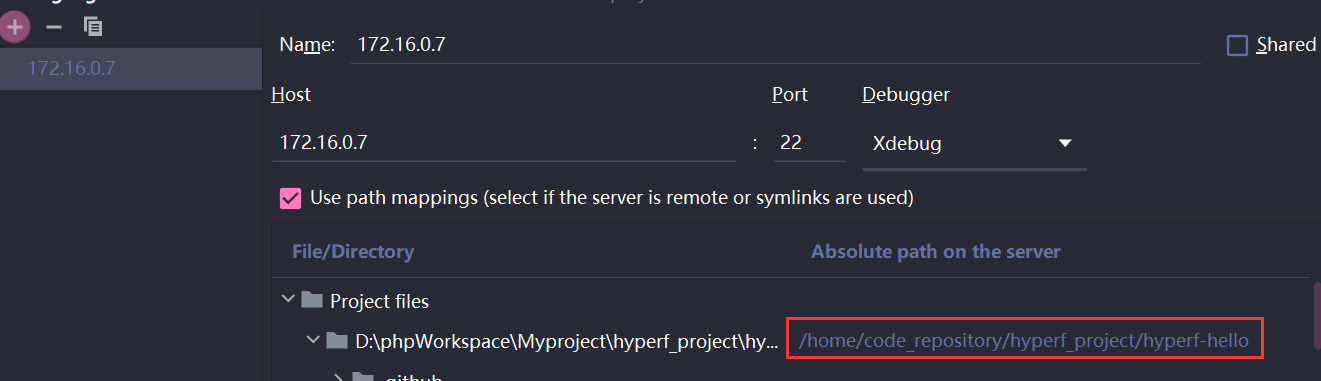 172.16.0.7
Name: 172.16.0.7 Shared
Host Port Debugger
172.16.0.7 : 22 Xdebug
Use path mappings (select if the server is remote or symlinks are used)
File/Directory Absolute path on the server
Project files
D:\phpWorkspace\Myproject\hyperf_project\hy... /home/code_repository/hyperf_project/hyperf-hello
.github